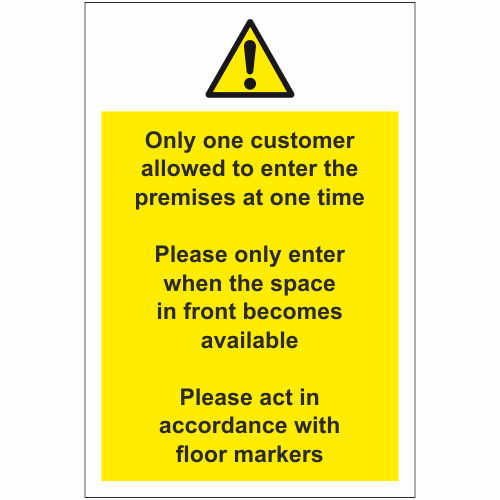 Only one customer
allowed to enter the
premises at one time
Please only enter
when the space
in front becomes
available
Please act in
accordance with
floor markers